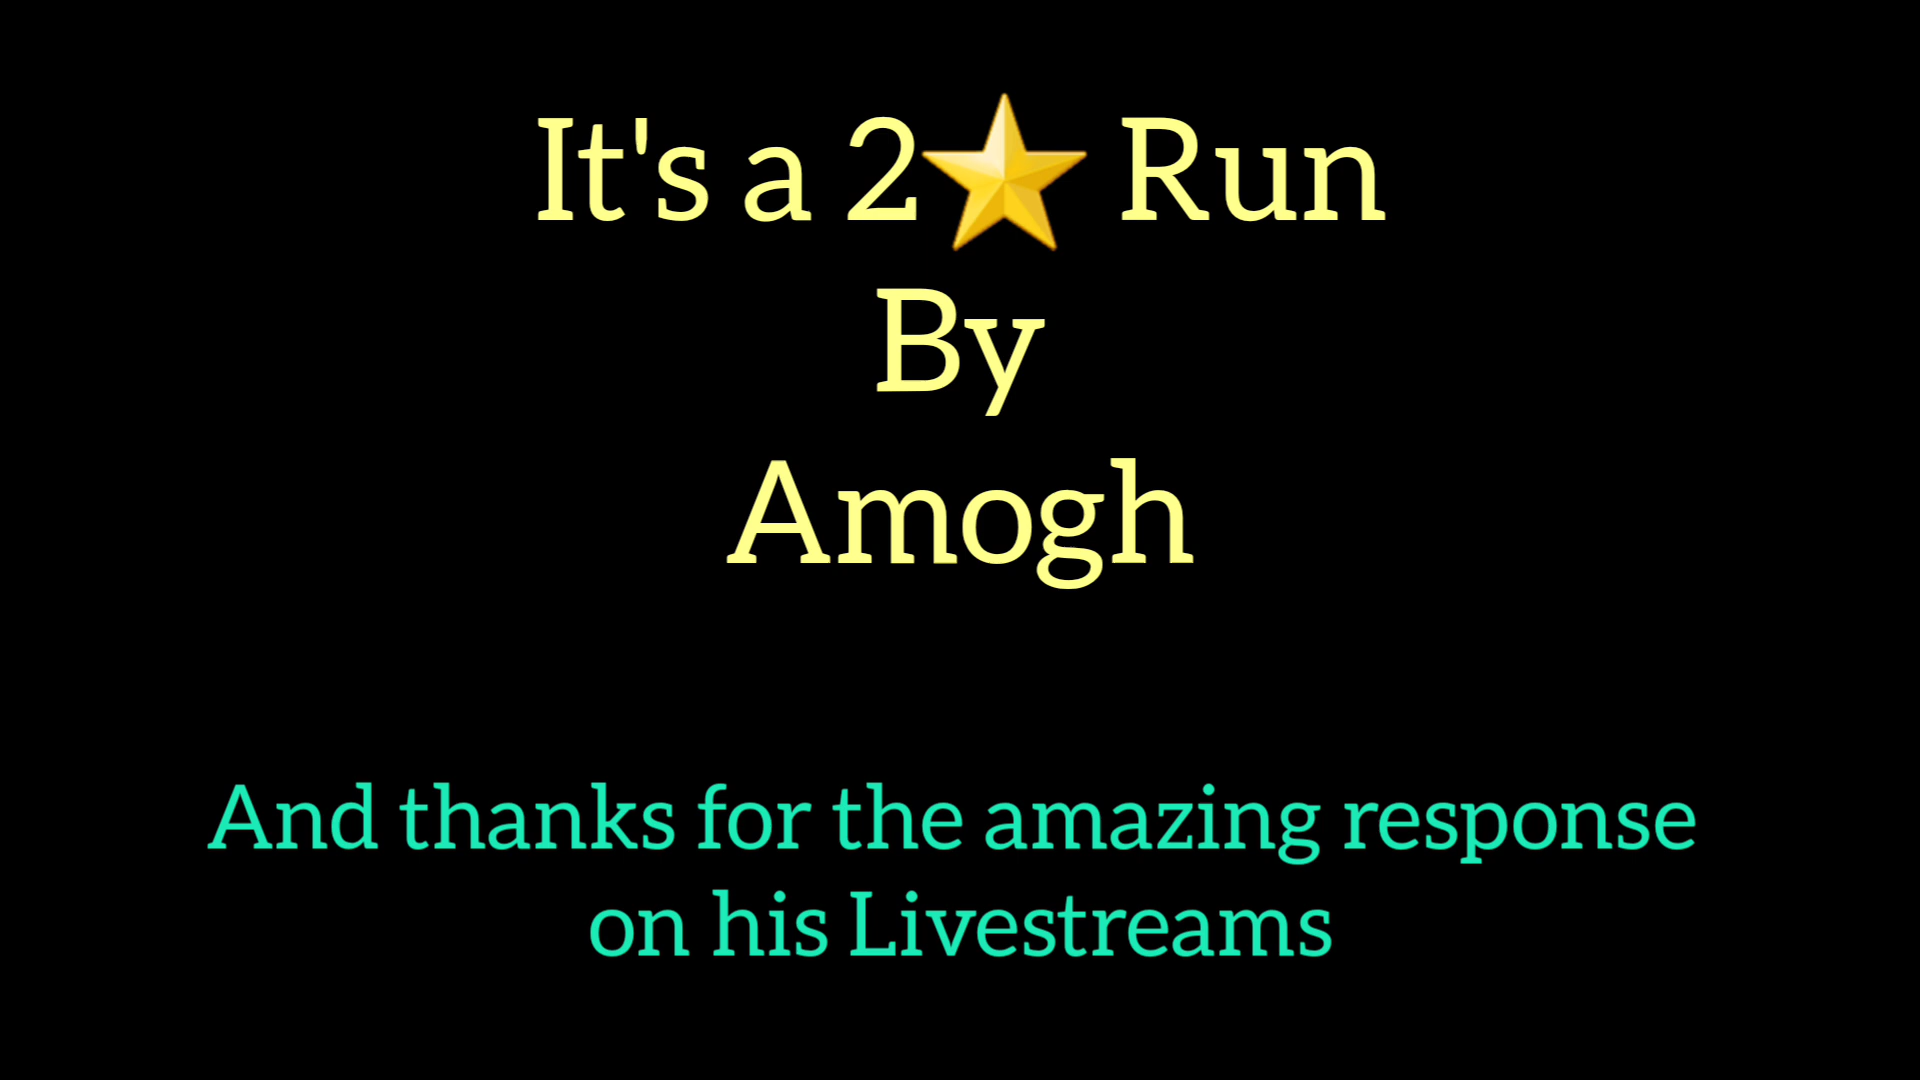 It's a 2⭐ Run
By
Amogh
And thanks for the amazing response
on his Livestreams